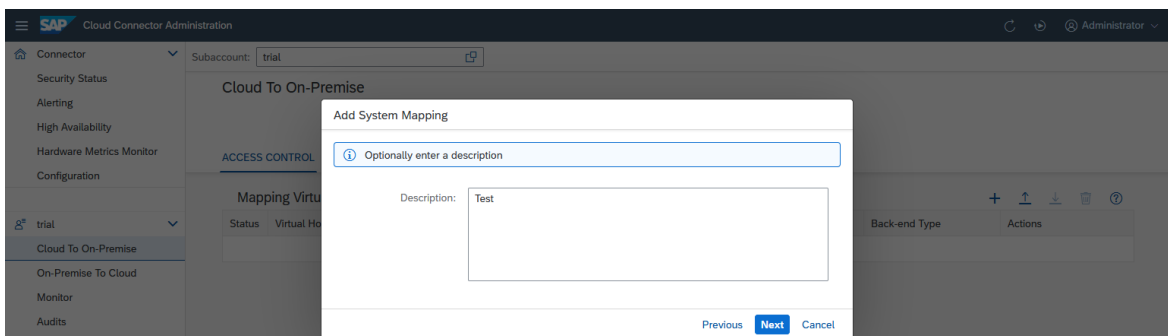 SAP Cloud Connector Administration
Administrator
Connector
Subaccount: trial
Security Status
Cloud To On-Premise
Alerting
Add System Mapping
High Availability
Hardware Metrics Monitor
ACCESS CONTROL
Optionally enter a description
Configuration
Mapping Virtu
Description: Test
trial
Status Virtual Ho
Back-end Type Actions
Cloud To On-Premise
On-Premise To Cloud
Monitor
Audits
Previous Next Cancel